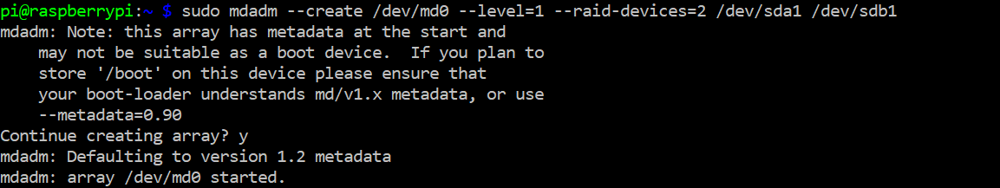 pi@raspberrypi:~ $ sudo mdadm --create /dev/md0 --level=1 --raid-devices=2 /dev/sda1 /dev/sdb1
mdadm: Note: this array has metadata at the start and
    may not be suitable as a boot device.  If you plan to
    store '/boot' on this device please ensure that
    your boot-loader understands md/v1.x metadata, or use
    --metadata=0.90
Continue creating array? y
mdadm: Defaulting to version 1.2 metadata
mdadm: array /dev/md0 started.